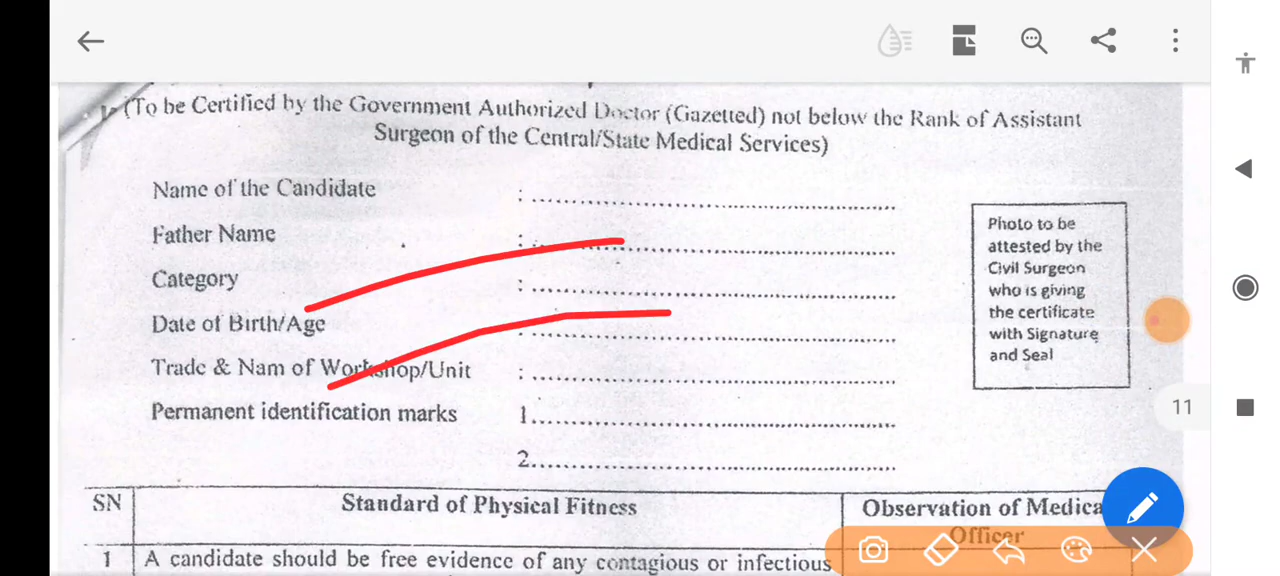 (To be Certified by the Government Authorized Doctor (Gazetted) not below the Rank of Assistant
Surgeon of the Central/State Medical Services)
Name of the Candidate :
Father Name :
Category :
Date of Birth/Age :
Trade & Nam of Workshop/Unit :
Permanent identification marks 1.
2.
Photo to be
attested by the
Civil Surgeon
who is giving
the certificate
with Signature
and Seal
11
SN Standard of Physical Fitness Observation of Medica
Officer
1 A candidate should be free evidence of any contagious or infectious